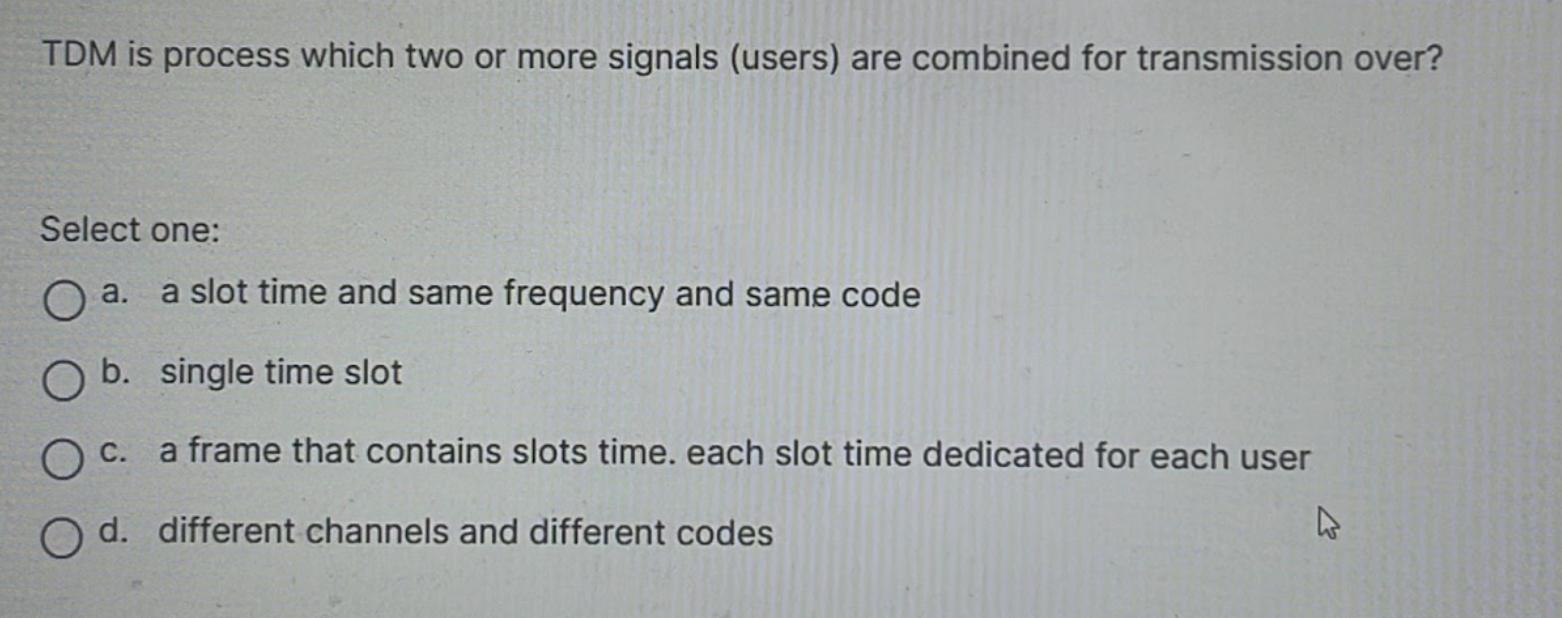 TDM is process which two or more signals (users) are combined for transmission over?
Select one:
a. a slot time and same frequency and same code
b. single time slot
c. a frame that contains slots time. each slot time dedicated for each user
d. different channels and different codes